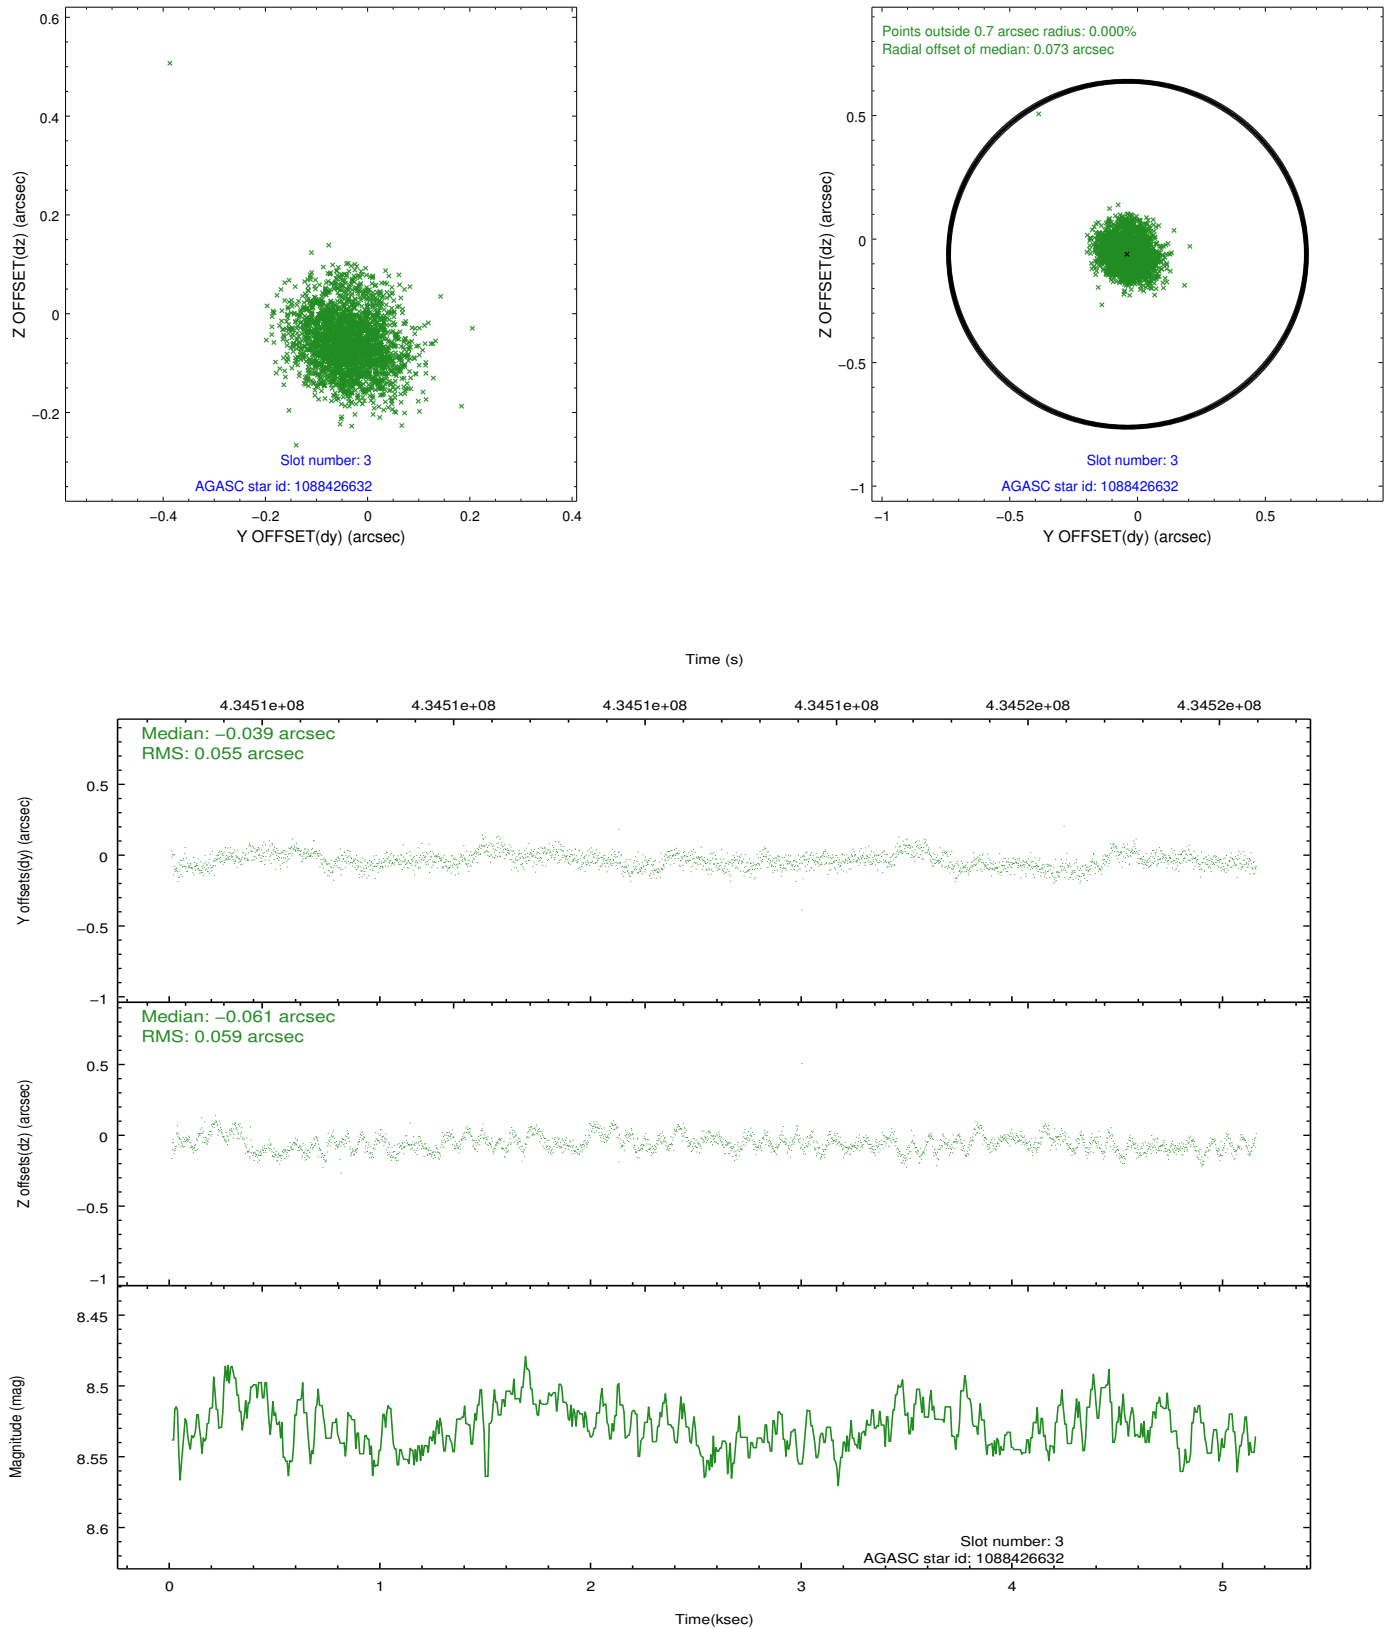 0.6
0.4
0.2
0
−0.2
Z OFFSET(dz) (arcsec)
Slot number: 3
AGASC star id: 1088426632
−0.4
−0.2
0
0.2
0.4
Y OFFSET(dy) (arcsec)
Points outside 0.7 arcsec radius: 0.000%
Radial offset of median: 0.073 arcsec
0.5
0
−0.5
−1
Z OFFSET(dz) (arcsec)
Slot number: 3
AGASC star id: 1088426632
−1
−0.5
0
0.5
Y OFFSET(dy) (arcsec)
Time (s)
4.3451e+08
4.3451e+08
4.3451e+08
4.3451e+08
4.3452e+08
4.3452e+08
Median: −0.039 arcsec
RMS: 0.055 arcsec
0.5
0
−0.5
−1
Y offsets(dy) (arcsec)
Median: −0.061 arcsec
RMS: 0.059 arcsec
0.5
0
−0.5
−1
Z offsets(dz) (arcsec)
8.45
8.5
8.55
8.6
Magnitude (mag)
Slot number: 3
AGASC star id: 1088426632
0
1
2
3
4
5
Time(ksec)